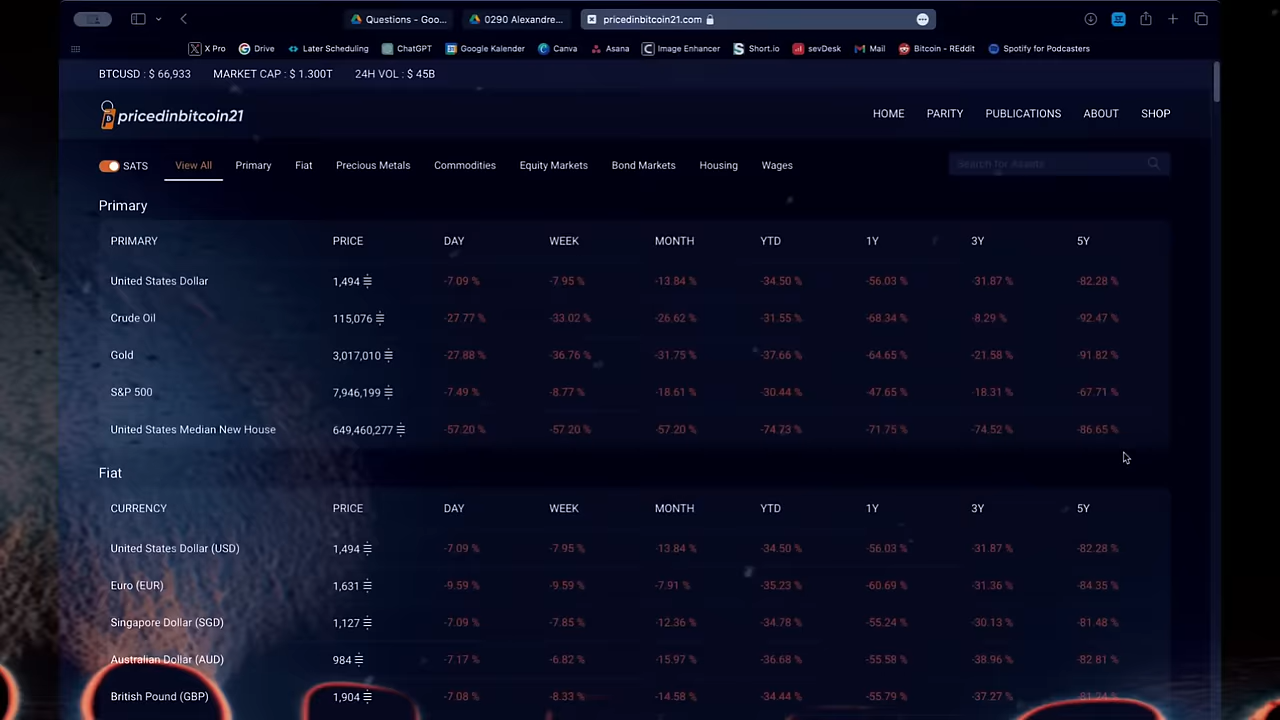 Questions - Goo...
0290 Alexandre...
pricedinbitcoin21.com
X Pro Drive Later Scheduling ChatGPT Google Kalender Canva Asana Image Enhancer Short.io sevDesk Mail Bitcoin - REddit Spotify for Podcasters
BTCUSD : $ 66,933 MARKET CAP : $ 1.300T 24H VOL : $ 45B
pricedinbitcoin21
HOME PARITY PUBLICATIONS ABOUT SHOP
SATS View All Primary Fiat Precious Metals Commodities Equity Markets Bond Markets Housing Wages Search for Assets
Primary
PRIMARY PRICE DAY WEEK MONTH YTD 1Y 3Y 5Y
United States Dollar 1,494 -7.09 % -7.95 % -13.84 % -34.50 % -56.03 % -31.87 % -82.28 %
Crude Oil 115,076 -27.77 % -33.02 % -26.62 % -31.55 % -68.34 % -8.29 % -92.47 %
Gold 3,017,010 -27.88 % -36.76 % -31.75 % -37.66 % -64.65 % -21.58 % -91.82 %
S&P 500 7,946,199 -7.49 % -8.77 % -18.61 % -30.44 % -47.65 % -18.31 % -67.71 %
United States Median New House 649,460,277 -57.20 % -57.20 % -57.20 % -74.73 % -71.75 % -74.52 % -86.65 %
Fiat
CURRENCY PRICE DAY WEEK MONTH YTD 1Y 3Y 5Y
United States Dollar (USD) 1,494 -7.09 % -7.95 % -13.84 % -34.50 % -56.03 % -31.87 % -82.28 %
Euro (EUR) 1,631 -9.59 % -9.59 % -7.91 % -35.23 % -60.69 % -31.36 % -84.35 %
Singapore Dollar (SGD) 1,127 -7.09 % -7.85 % -12.36 % -34.78 % -55.24 % -30.13 % -81.48 %
Australian Dollar (AUD) 984 -7.17 % -6.82 % -15.97 % -36.68 % -55.58 % -38.96 % -82.81 %
British Pound (GBP) 1,904 -7.08 % -8.33 % -14.58 % -34.44 % -55.79 % -37.27 % -81.24 %